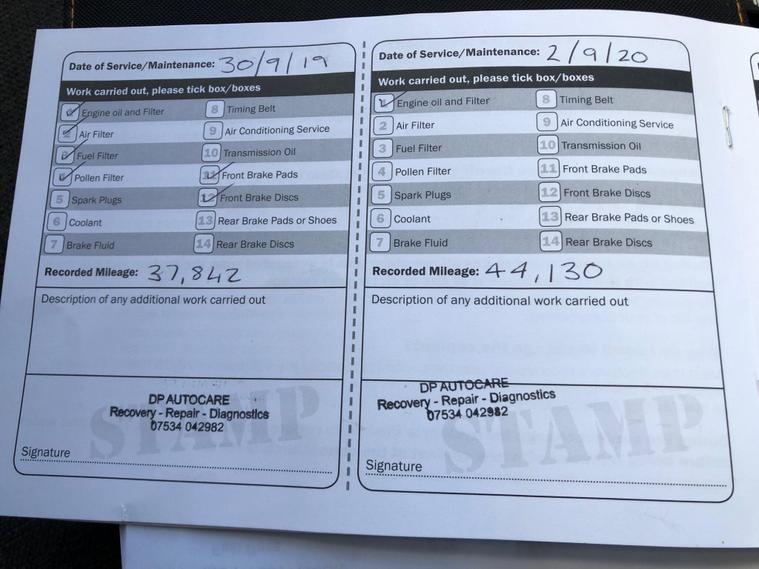 Date of Service/Maintenance: 30/9/19
Work carried out, please tick box/boxes
1 Engine oil and Filter 8 Timing Belt
2 Air Filter 9 Air Conditioning Service
3 Fuel Filter 10 Transmission Oil
4 Pollen Filter 11 Front Brake Pads
5 Spark Plugs 12 Front Brake Discs
6 Coolant 13 Rear Brake Pads or Shoes
7 Brake Fluid 14 Rear Brake Discs
Recorded Mileage: 37,842
Description of any additional work carried out
STAMP
DP AUTOCARE
Recovery - Repair - Diagnostics
07534 042982
Signature
Date of Service/Maintenance: 2/9/20
Work carried out, please tick box/boxes
1 Engine oil and Filter 8 Timing Belt
2 Air Filter 9 Air Conditioning Service
3 Fuel Filter 10 Transmission Oil
4 Pollen Filter 11 Front Brake Pads
5 Spark Plugs 12 Front Brake Discs
6 Coolant 13 Rear Brake Pads or Shoes
7 Brake Fluid 14 Rear Brake Discs
Recorded Mileage: 44,130
Description of any additional work carried out
STAMP
DP AUTOCARE
Recovery - Repair - Diagnostics
07534 042982
Signature